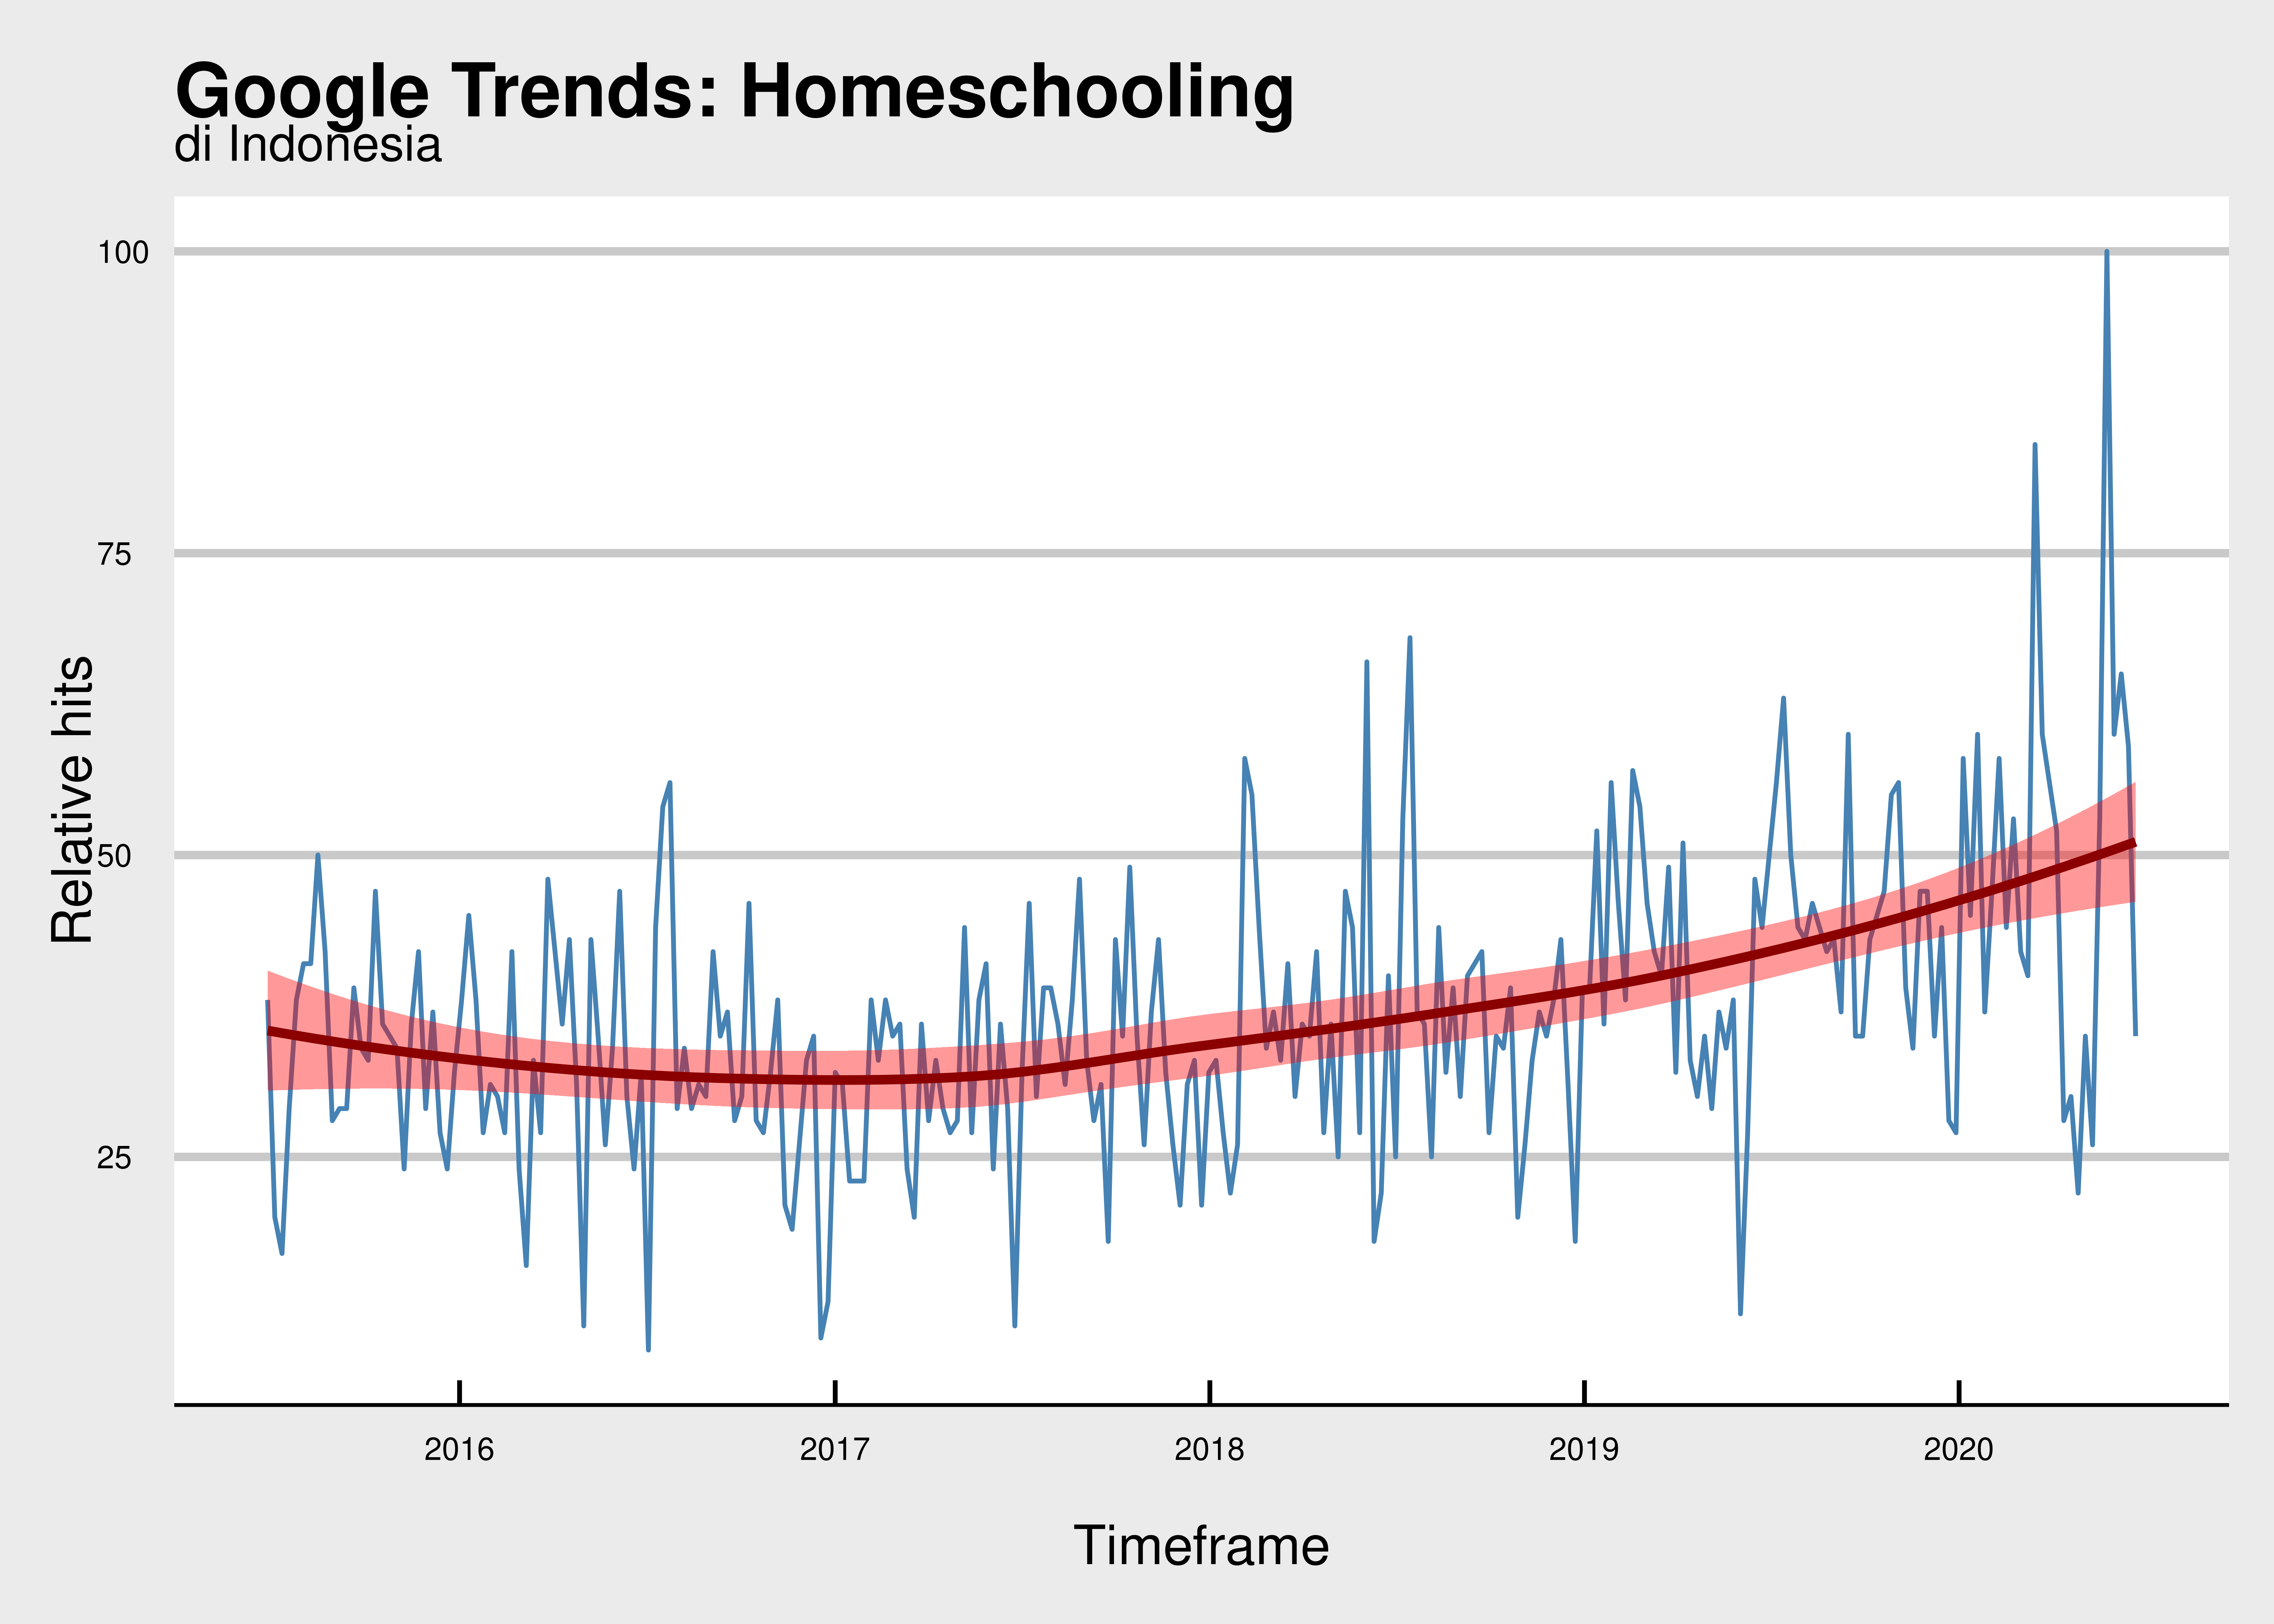 Google Trends: Homeschooling
di Indonesia
Relative hits
100
75
50
25
2016
2017
2018
2019
2020
Timeframe